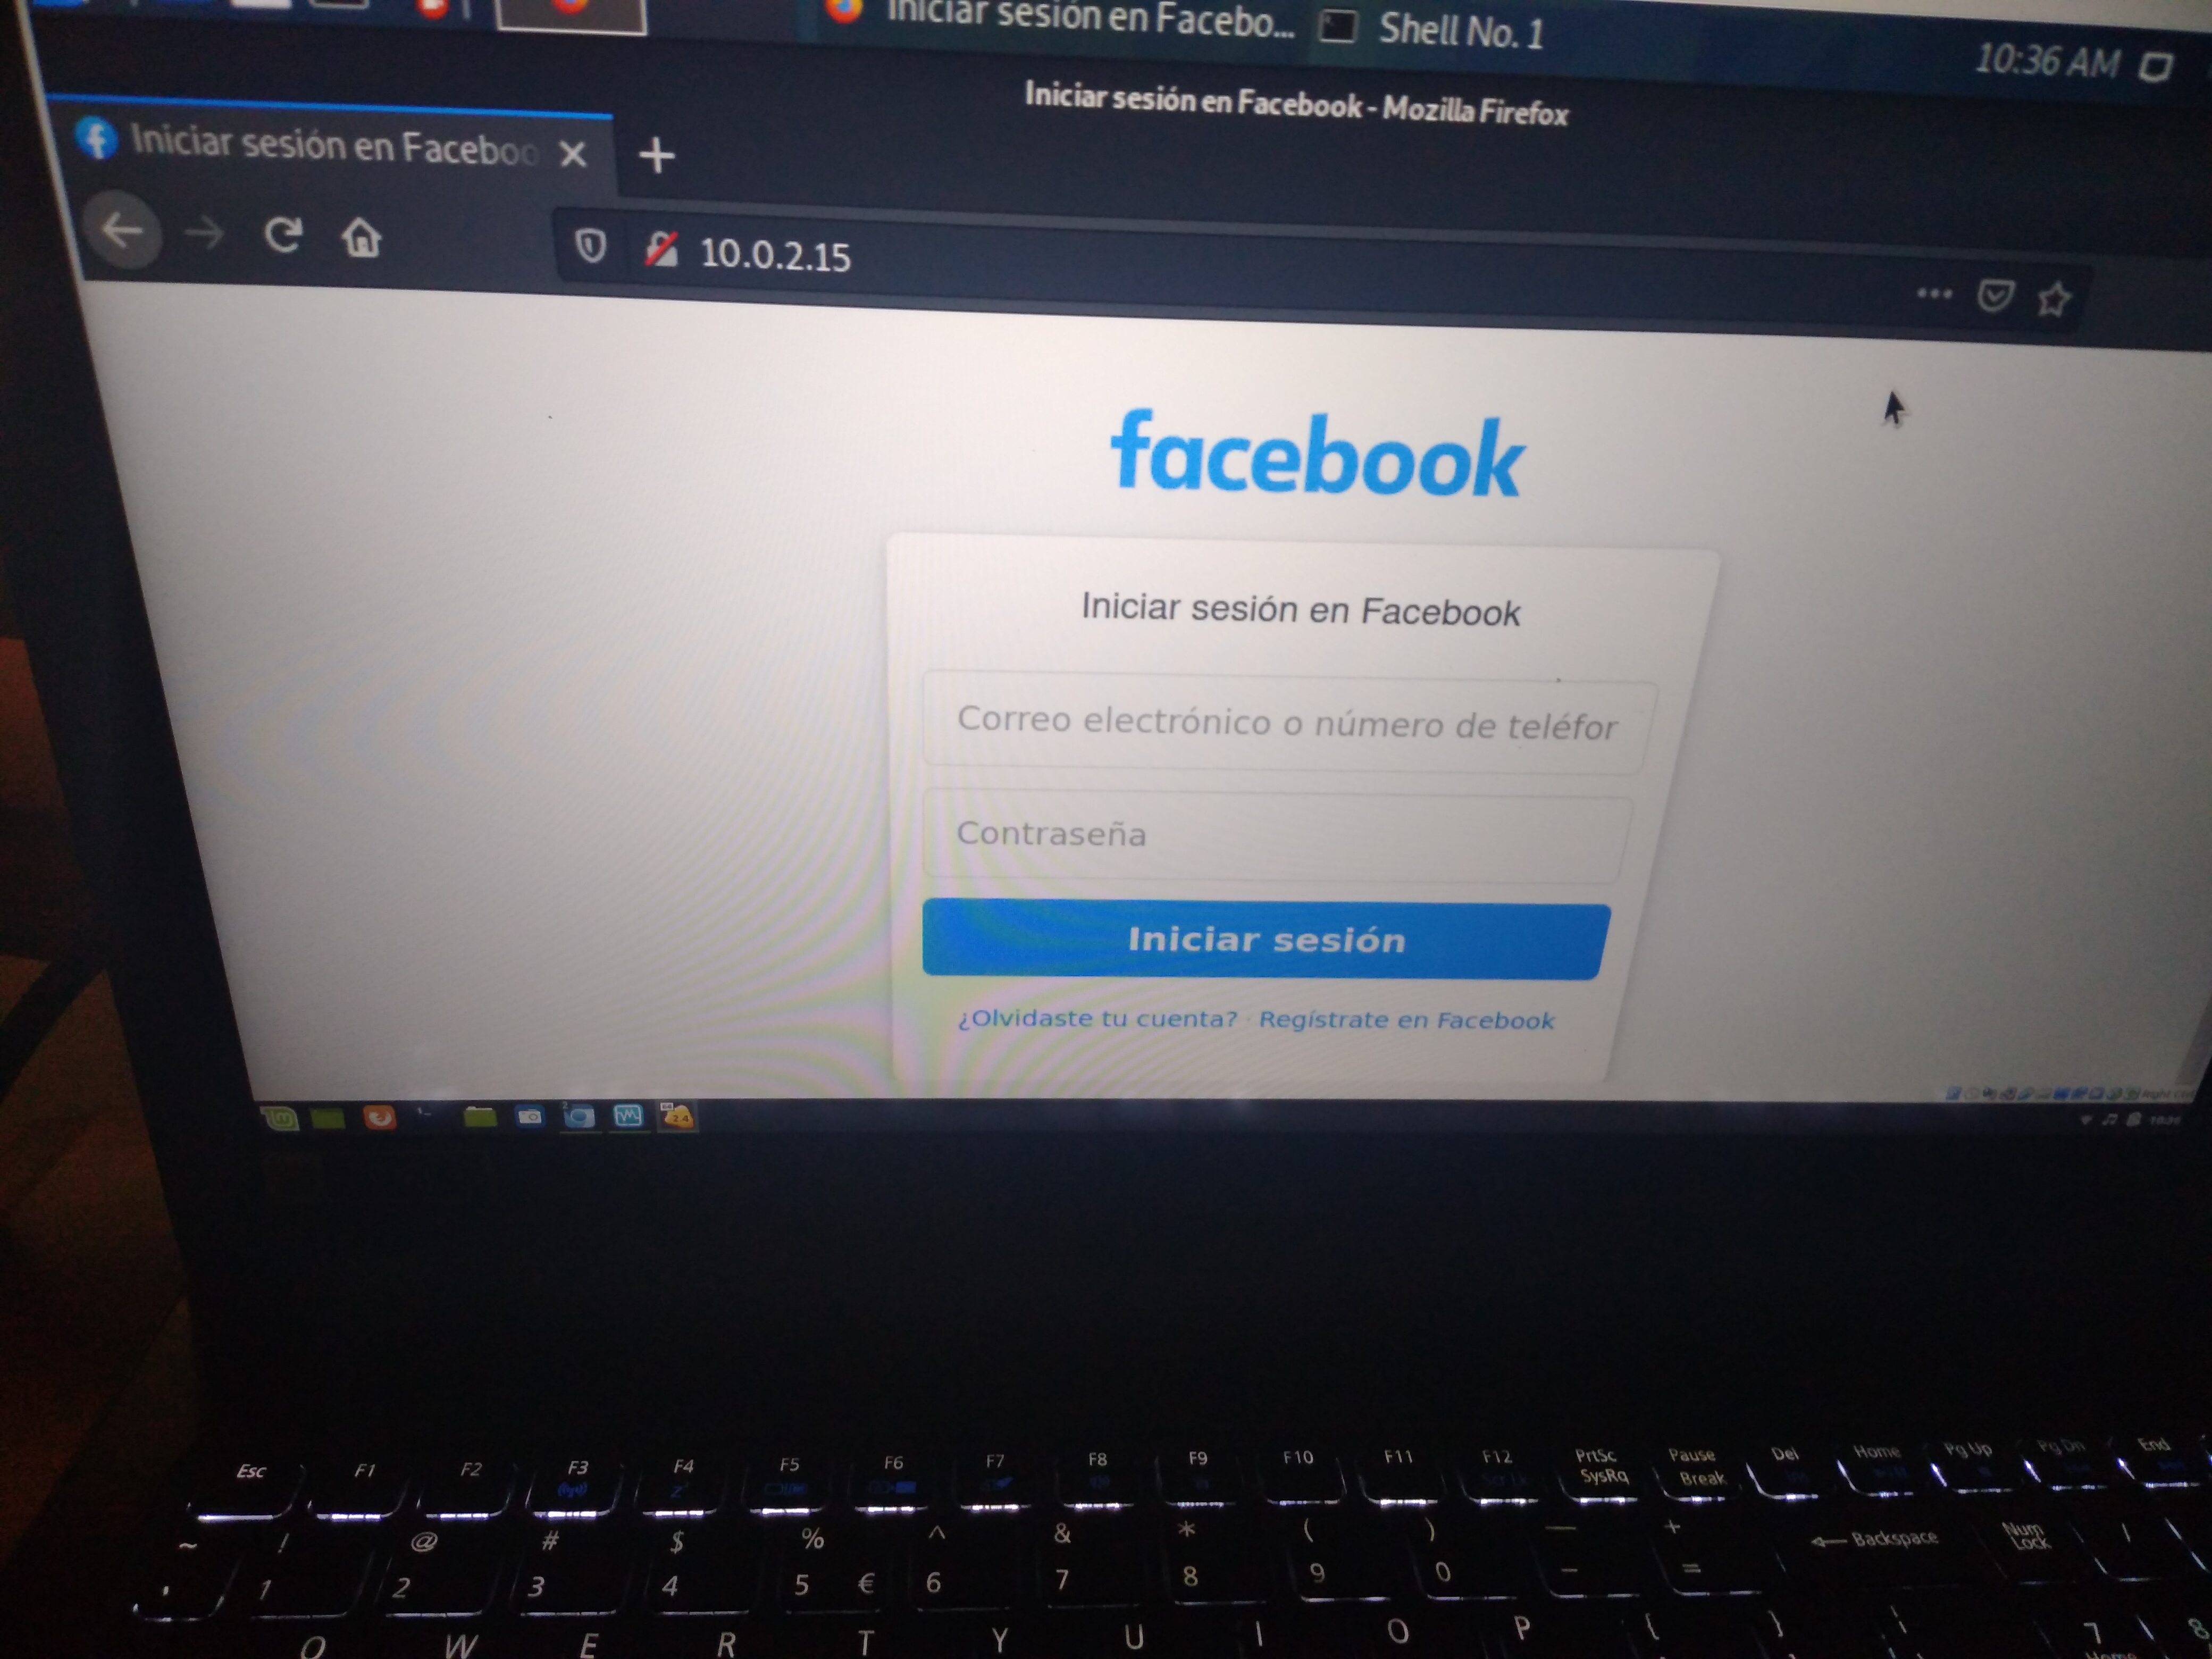 Iniciar sesión en Facebo... Shell No. 1
10:36 AM
Iniciar sesión en Facebook - Mozilla Firefox
Iniciar sesión en Faceboo
10.0.2.15
facebook
Iniciar sesión en Facebook
Correo electrónico o número de teléfor
Contraseña
Iniciar sesión
¿Olvidaste tu cuenta? · Regístrate en Facebook
Esc F1 F2 F3 F4 F5 F6 F7 F8 F9 F10 F11 F12 PrtSc SysRq Pause Break Del Home Pg Up Pg Dn End
~ ! @ # $ % ^ & * ( ) — +
1 2 3 4 5 € 6 7 8 9 0 - = Backspace Num Lock
Q W E R T Y U I O P { } 7 8